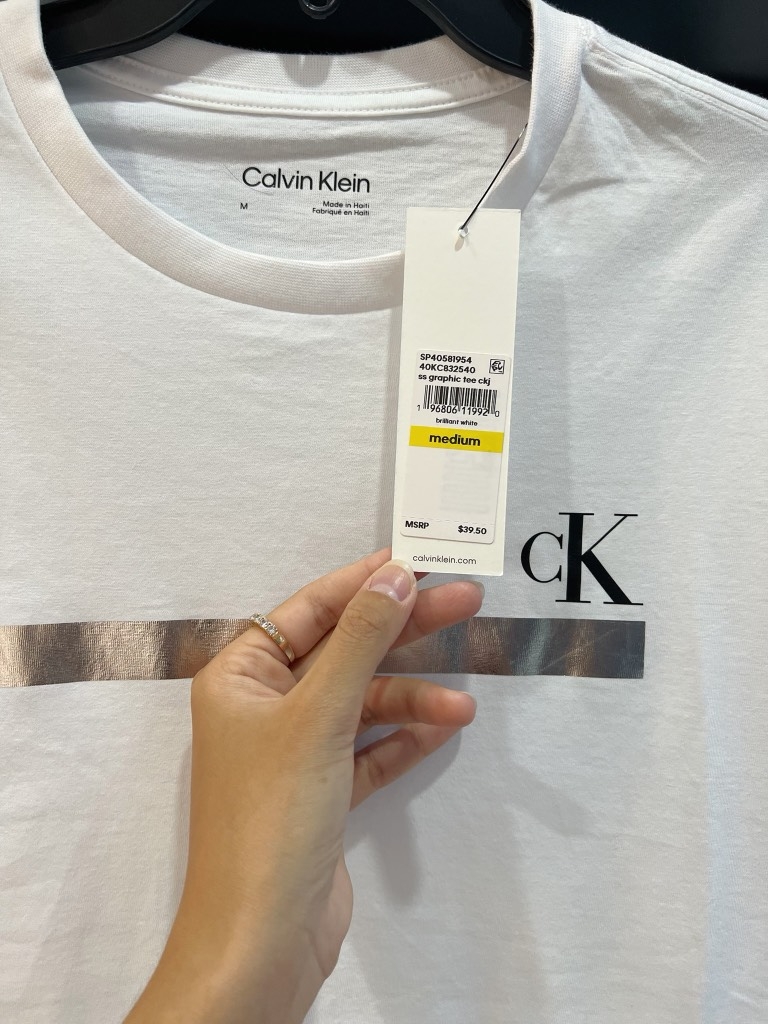 Calvin Klein
M
Made in Haiti
Fabriqué en Haïti
SP40581954
40KC832540
ss graphic tee ckj
1 96806 11992 0
brilliant white
medium
MSRP $39.50
calvinklein.com
CK